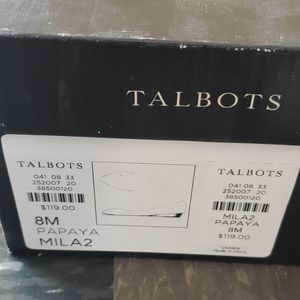 TALBOTS
TALBOTS
041 08 33
252007 20
38500120
$119.00
8M
PAPAYA
MILA2
TALBOTS
041 08 33
252007 20
38500120
MILA2
PAPAYA
8M
$119.00
Made in China